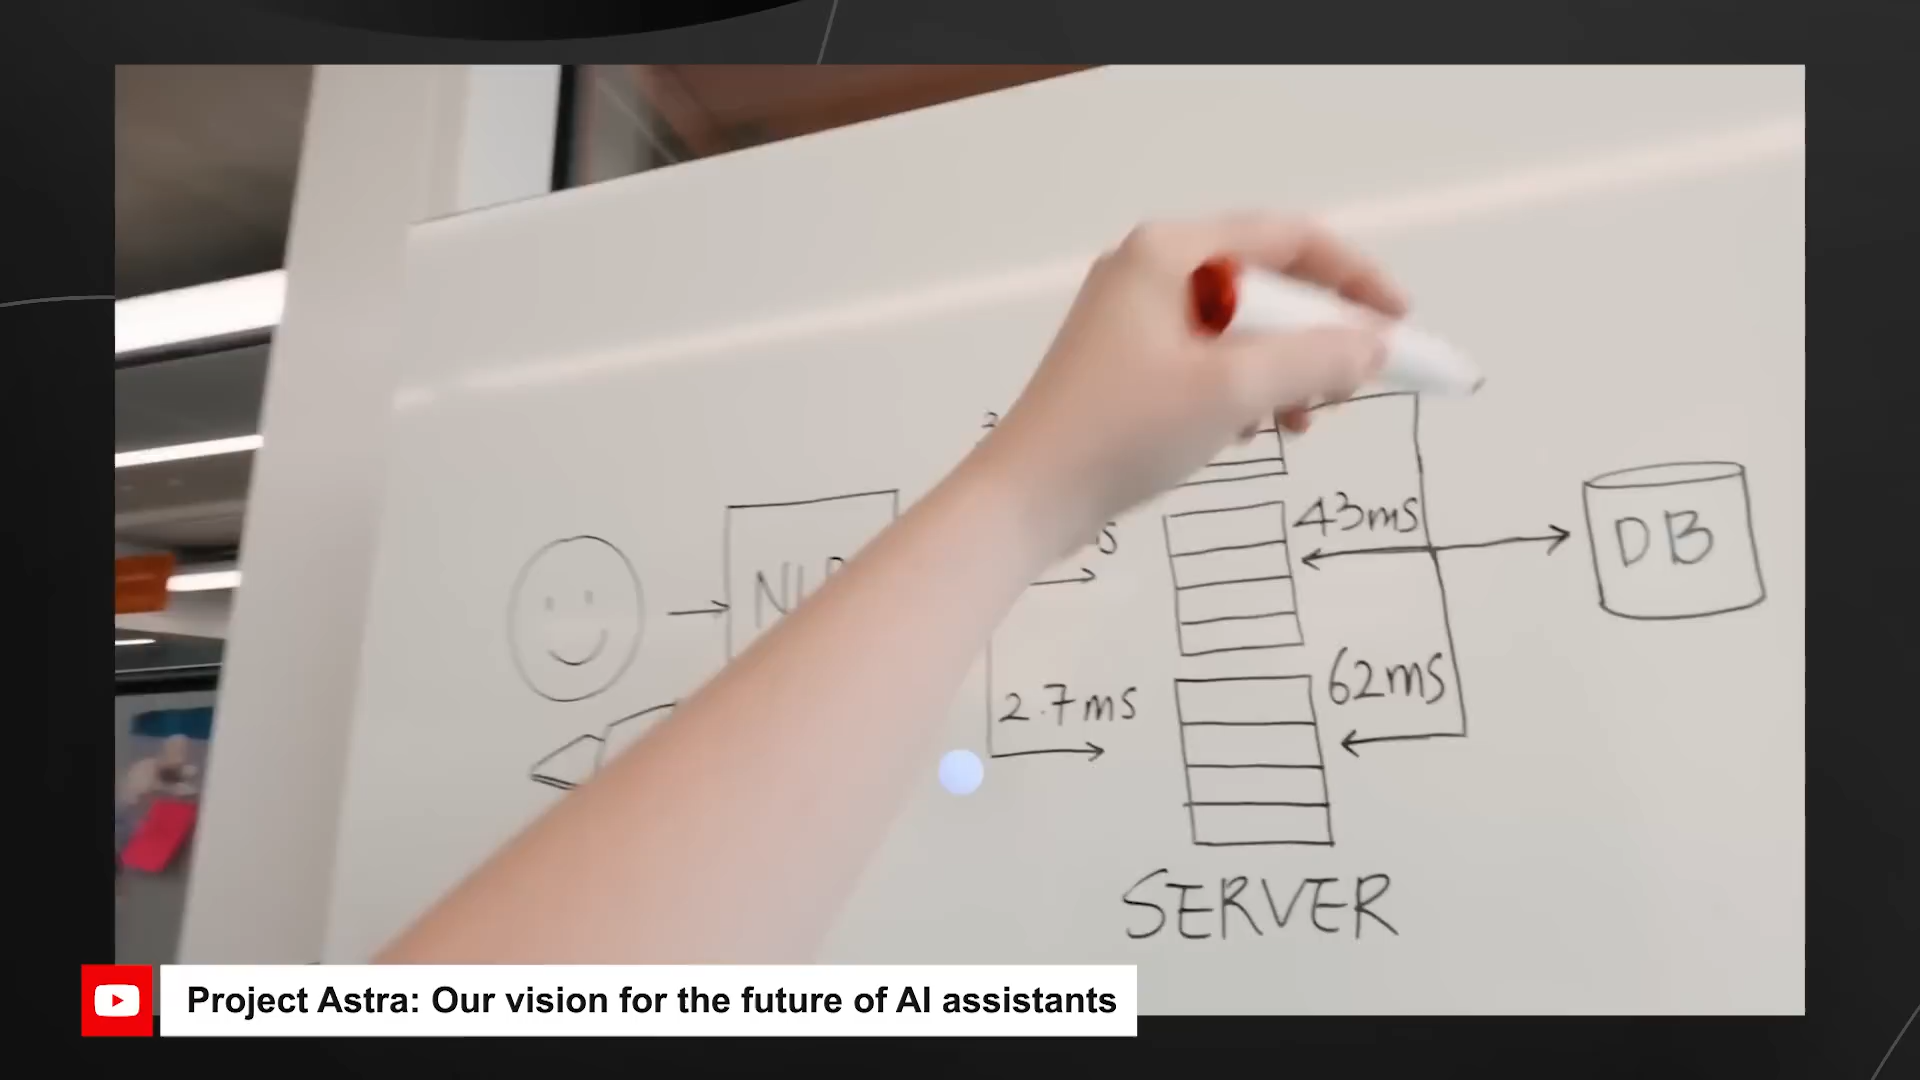 43ms
DB
62ms
2.7ms
SERVER
Project Astra: Our vision for the future of AI assistants